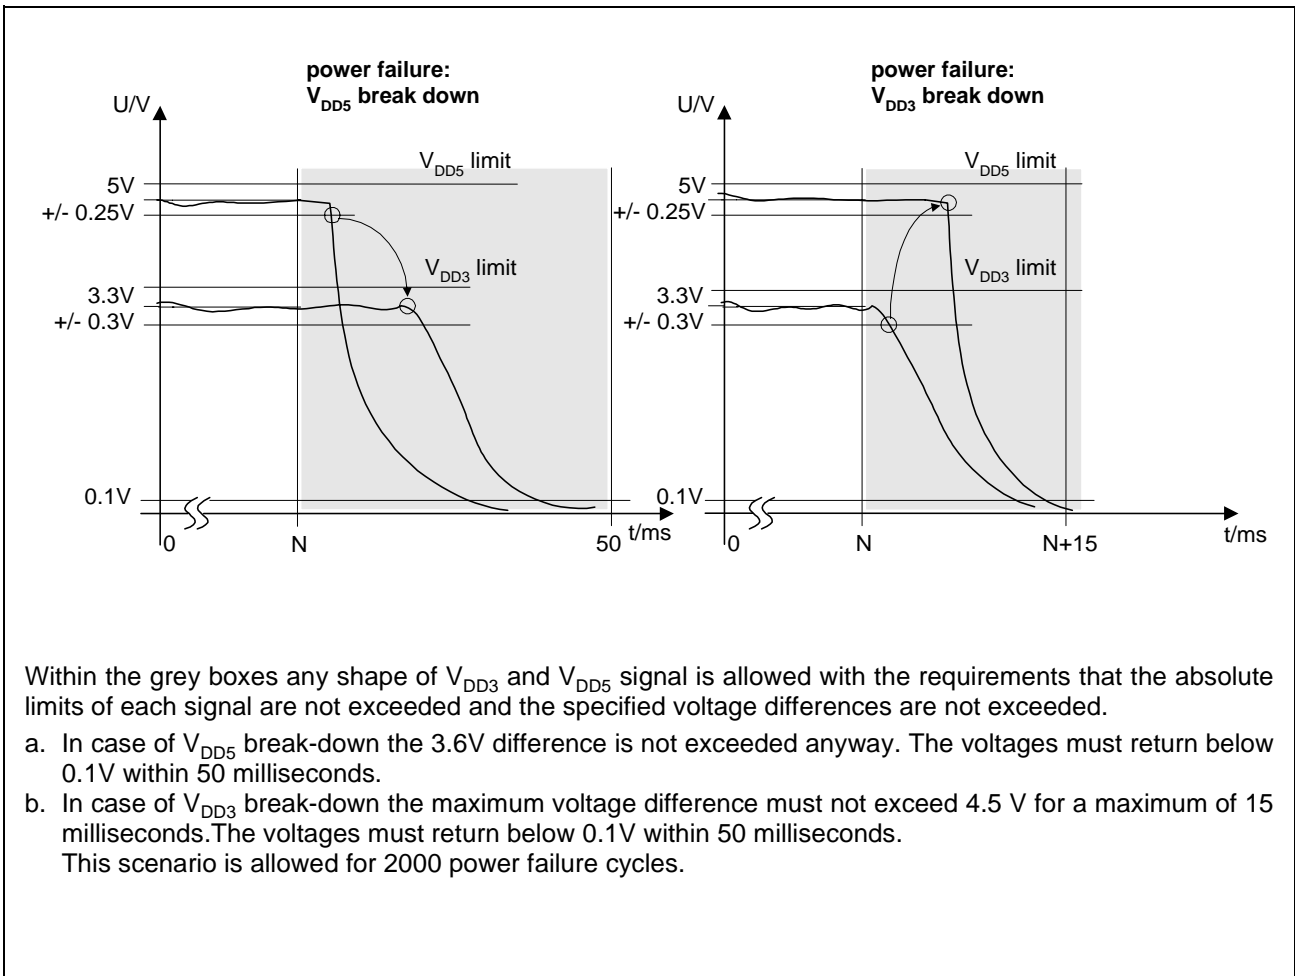 power failure:
VDD5 break down
U/V
VDD5 limit
5V
+/- 0.25V
VDD3 limit
3.3V
+/- 0.3V
0.1V
0
N
50
t/ms
power failure:
VDD3 break down
U/V
VDD5 limit
5V
+/- 0.25V
VDD3 limit
3.3V
+/- 0.3V
0.1V
0
N
N+15
t/ms
Within the grey boxes any shape of VDD3 and VDD5 signal is allowed with the requirements that the absolute
limits of each signal are not exceeded and the specified voltage differences are not exceeded.
a. In case of VDD5 break-down the 3.6V difference is not exceeded anyway. The voltages must return below
0.1V within 50 milliseconds.
b. In case of VDD3 break-down the maximum voltage difference must not exceed 4.5 V for a maximum of 15
milliseconds.The voltages must return below 0.1V within 50 milliseconds.
This scenario is allowed for 2000 power failure cycles.